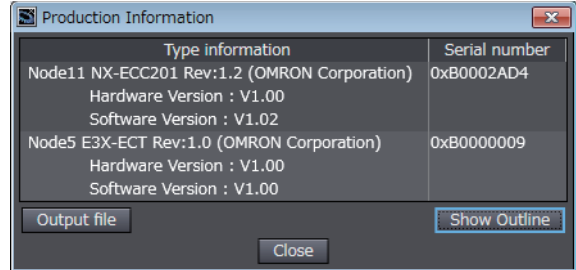 Production Information
Type information Serial number
Node11 NX-ECC201 Rev:1.2 (OMRON Corporation) 0xB0002AD4
Hardware Version : V1.00
Software Version : V1.02
Node5 E3X-ECT Rev:1.0 (OMRON Corporation) 0xB0000009
Hardware Version : V1.00
Software Version : V1.00
Output file Show Outline
Close